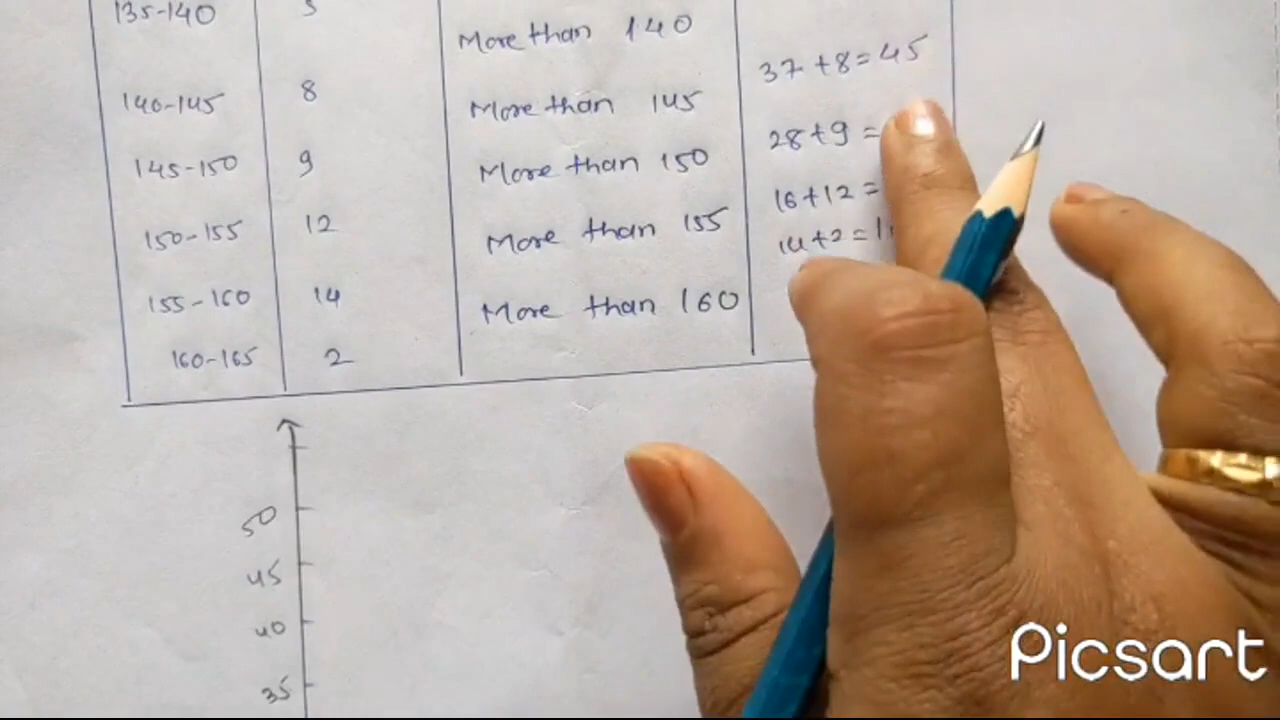 135-140 5
More than 140
37+8=45
140-145 8 More than 145
28+9=
145-150 9 More than 150
16+12=
150-155 12 More than 155
14+2=
155-160 14 More than 160
160-165 2
50
45
40
35
Picsart